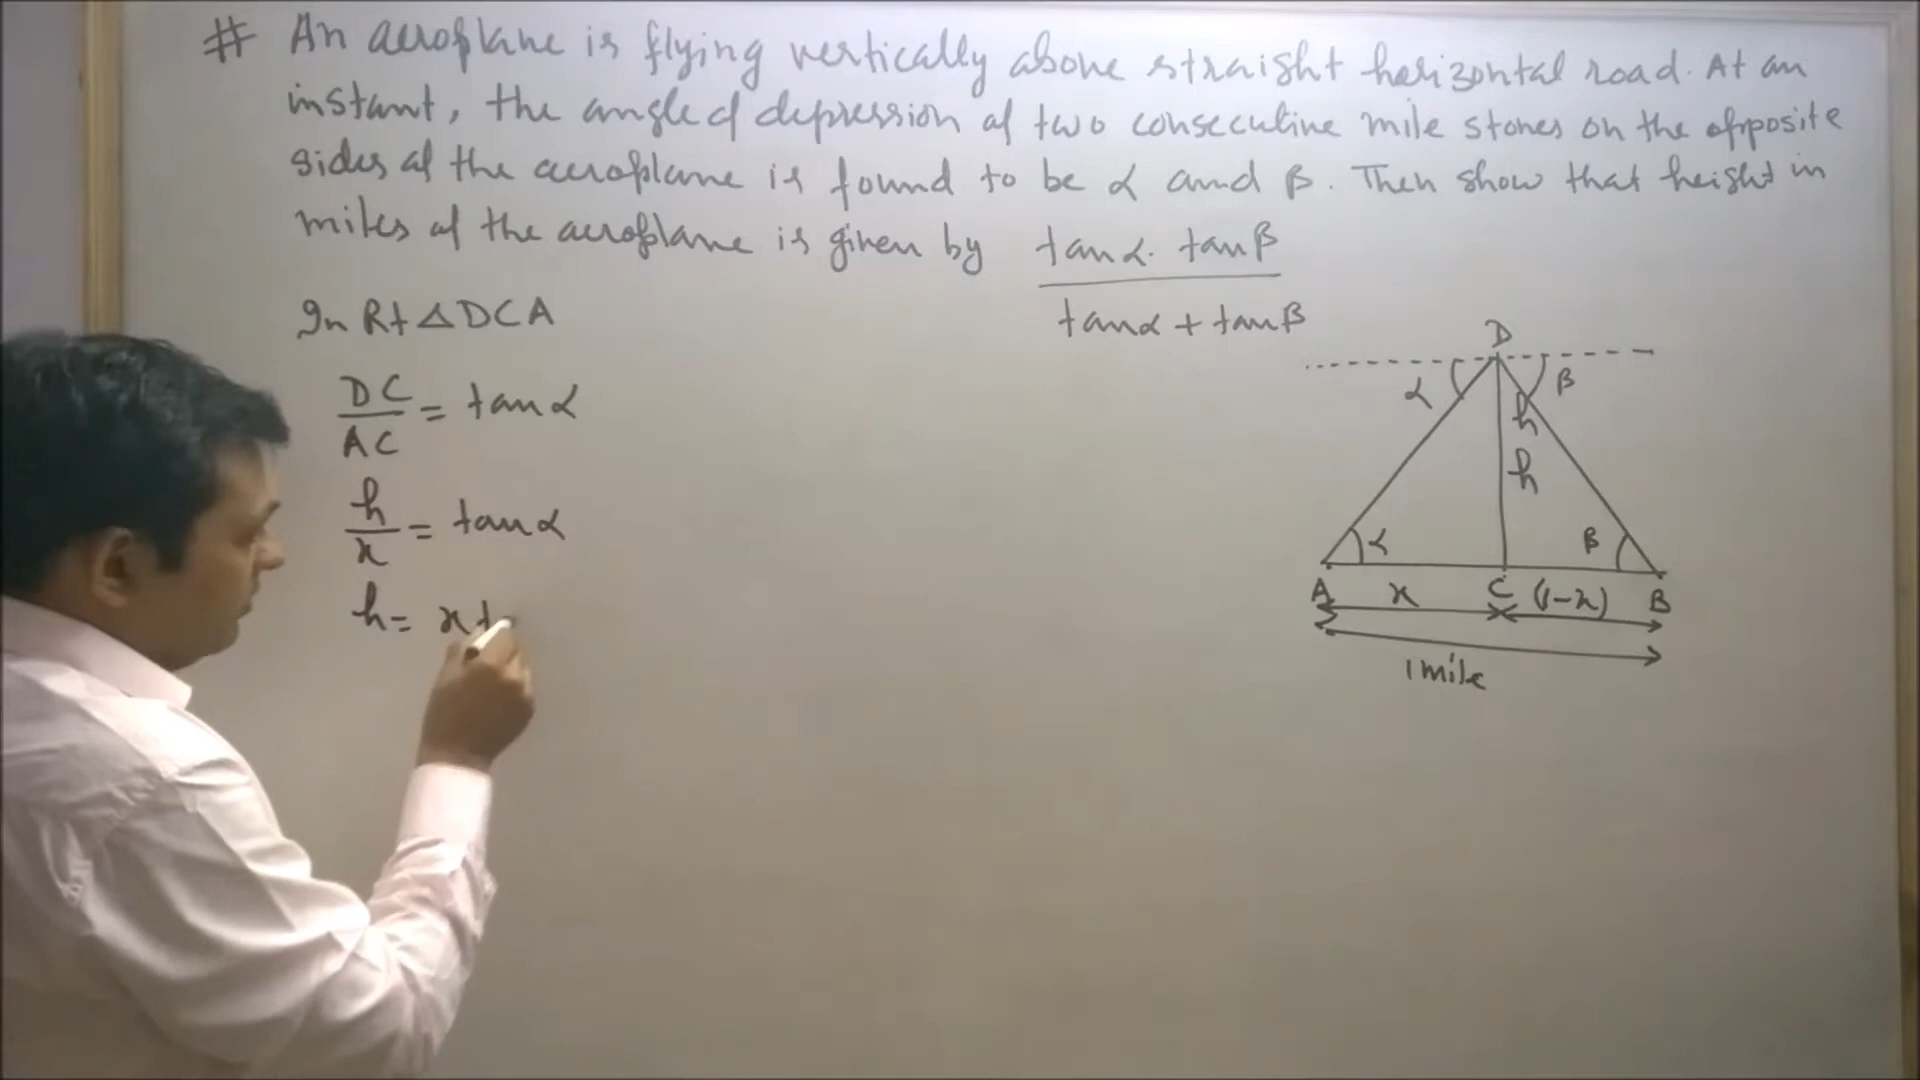 # An aeroplane is flying vertically above straight horizontal road. At an
instant, the angle of depression of two consecutive mile stones on the opposite
sides of the aeroplane is found to be α and β. Then show that height in
miles of the aeroplane is given by tanα. tanβ
tanα + tanβ
In Rt △DCA
DC
AC = tanα
h
x = tanα
h = x t
D
α β
h
h
α β
A x C (1-x) B
1 mile